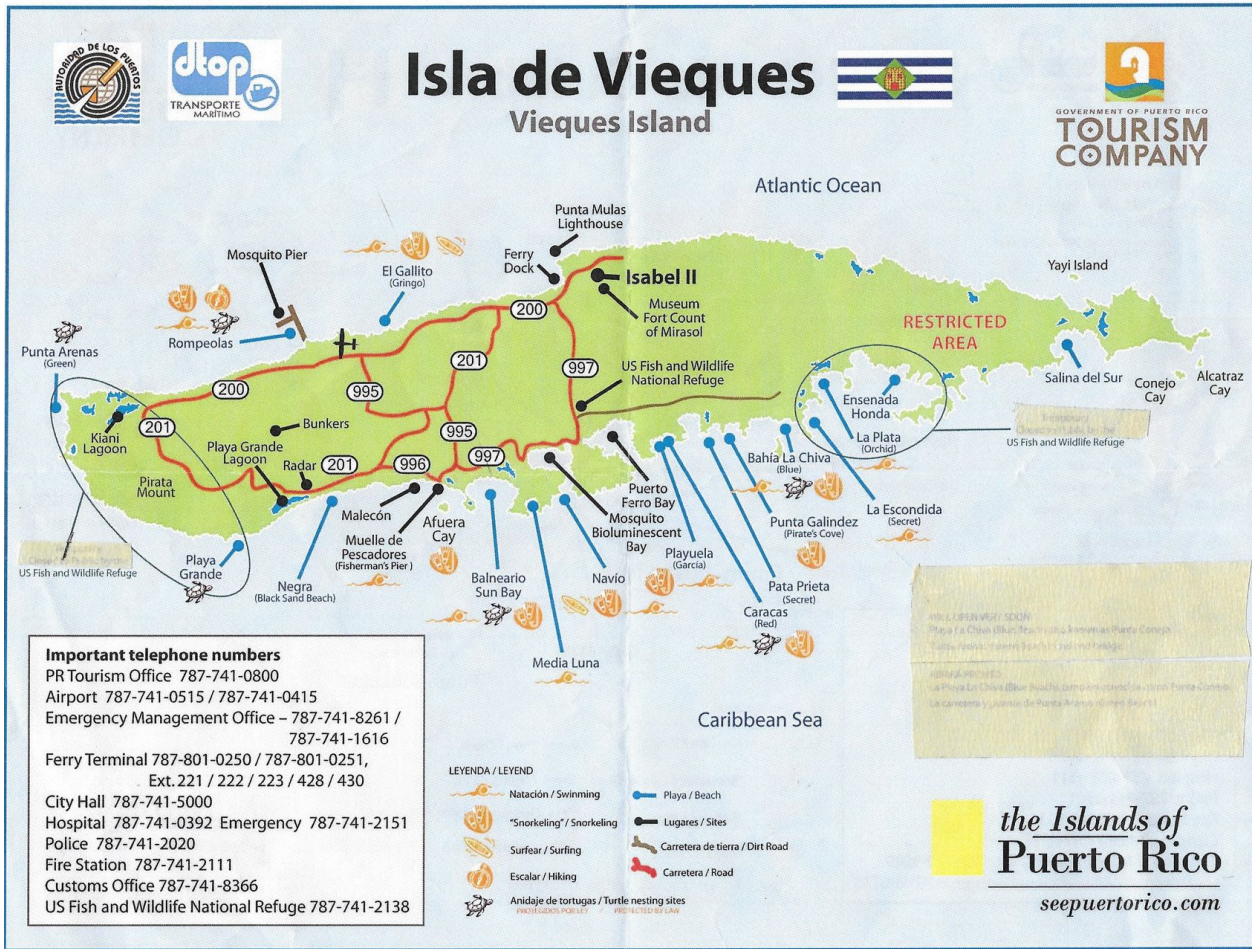 AUTORIDAD DE LOS PUERTOS
dtop
TRANSPORTE
MARÍTIMO
Isla de Vieques
Vieques Island
GOVERNMENT OF PUERTO RICO
TOURISM
COMPANY
Atlantic Ocean
Punta Mulas
Lighthouse
Mosquito Pier
El Gallito
(Gringo)
Ferry
Dock
Isabel II
Yayi Island
Museum
Fort Count
of Mirasol
Punta Arenas
(Green)
Rompeolas
200
RESTRICTED
AREA
201
997
US Fish and Wildlife
National Refuge
Salina del Sur
Conejo
Cay
Alcatraz
Cay
200
995
Ensenada
Honda
Kiani
Lagoon
201
Bunkers
995
La Plata
(Orchid)
US Fish and Wildlife Refuge
Playa Grande
Lagoon
Radar
201
996
997
Bahía La Chiva
(Blue)
Pirata
Mount
Malecón
Afuera
Cay
Puerto
Ferro Bay
La Escondida
(Secret)
Mosquito
Bioluminescent
Bay
Punta Galindez
(Pirate's Cove)
Muelle de
Pescadores
(Fisherman's Pier )
US Fish and Wildlife Refuge
Playa
Grande
Negra
(Black Sand Beach)
Balneario
Sun Bay
Navío
Playuela
(García)
Pata Prieta
(Secret)
Caracas
(Red)
Media Luna
Caribbean Sea
Important telephone numbers
PR Tourism Office 787-741-0800
Airport 787-741-0515 / 787-741-0415
Emergency Management Office – 787-741-8261 /
787-741-1616
Ferry Terminal 787-801-0250 / 787-801-0251,
Ext. 221 / 222 / 223 / 428 / 430
City Hall 787-741-5000
Hospital 787-741-0392 Emergency 787-741-2151
Police 787-741-2020
Fire Station 787-741-2111
Customs Office 787-741-8366
US Fish and Wildlife National Refuge 787-741-2138
LEYENDA / LEYEND
Natación / Swimming
"Snorkeling" / Snorkeling
Surfear / Surfing
Escalar / Hiking
Anidaje de tortugas / Turtle nesting sites
PROTEGIDOS POR LEY / PROTECTED BY LAW
Playa / Beach
Lugares / Sites
Carretera de tierra / Dirt Road
Carretera / Road
the Islands of
Puerto Rico
seepuertorico.com